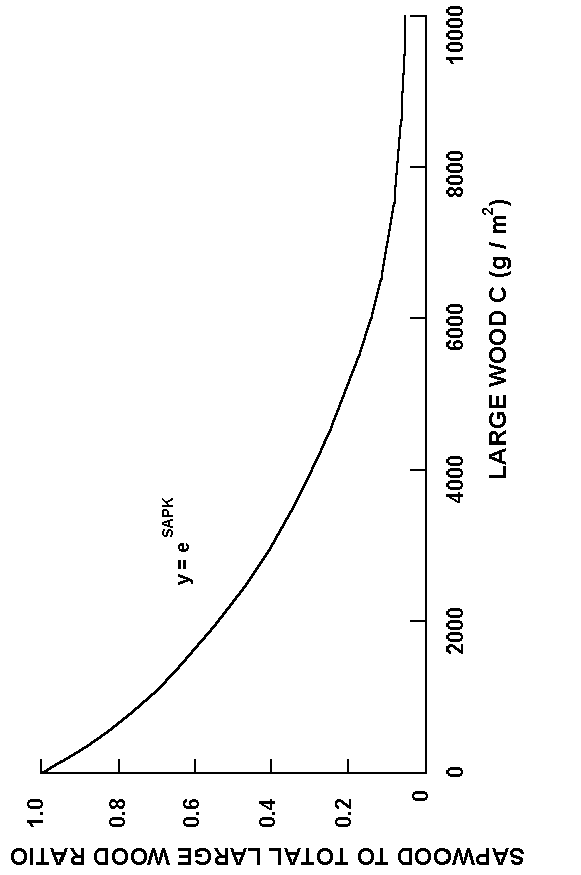 SAPWOOD TO TOTAL LARGE WOOD RATIO
1.0
0.8
0.6
0.4
0.2
0
y = e^SAPK
0 2000 4000 6000 8000 10000
LARGE WOOD C (g / m²)